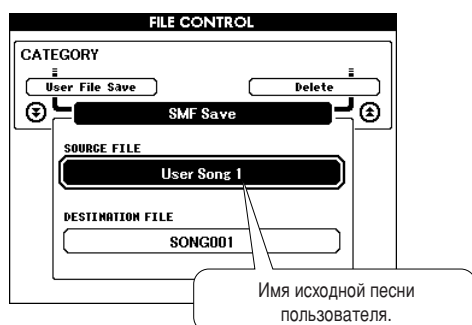 FILE CONTROL
CATEGORY
User File Save
Delete
SMF Save
SOURCE FILE
User Song 1
DESTINATION FILE
SONG001
Имя исходной песни
пользователя.